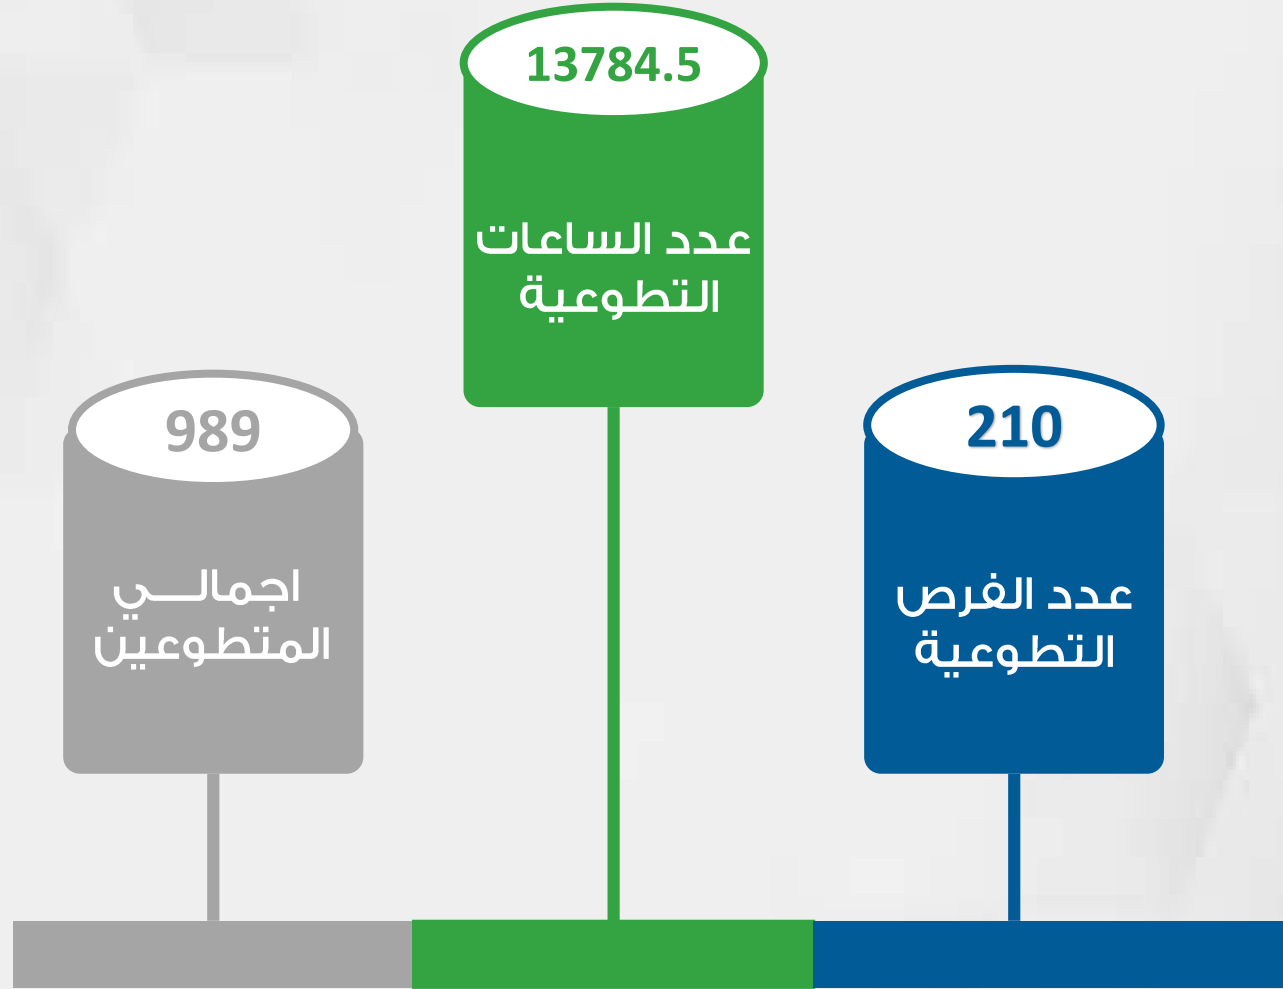 13784.5
عدد الساعات
التطوعية
210
عدد الفرص
التطوعية
989
اجمالـــي
المتطوعين